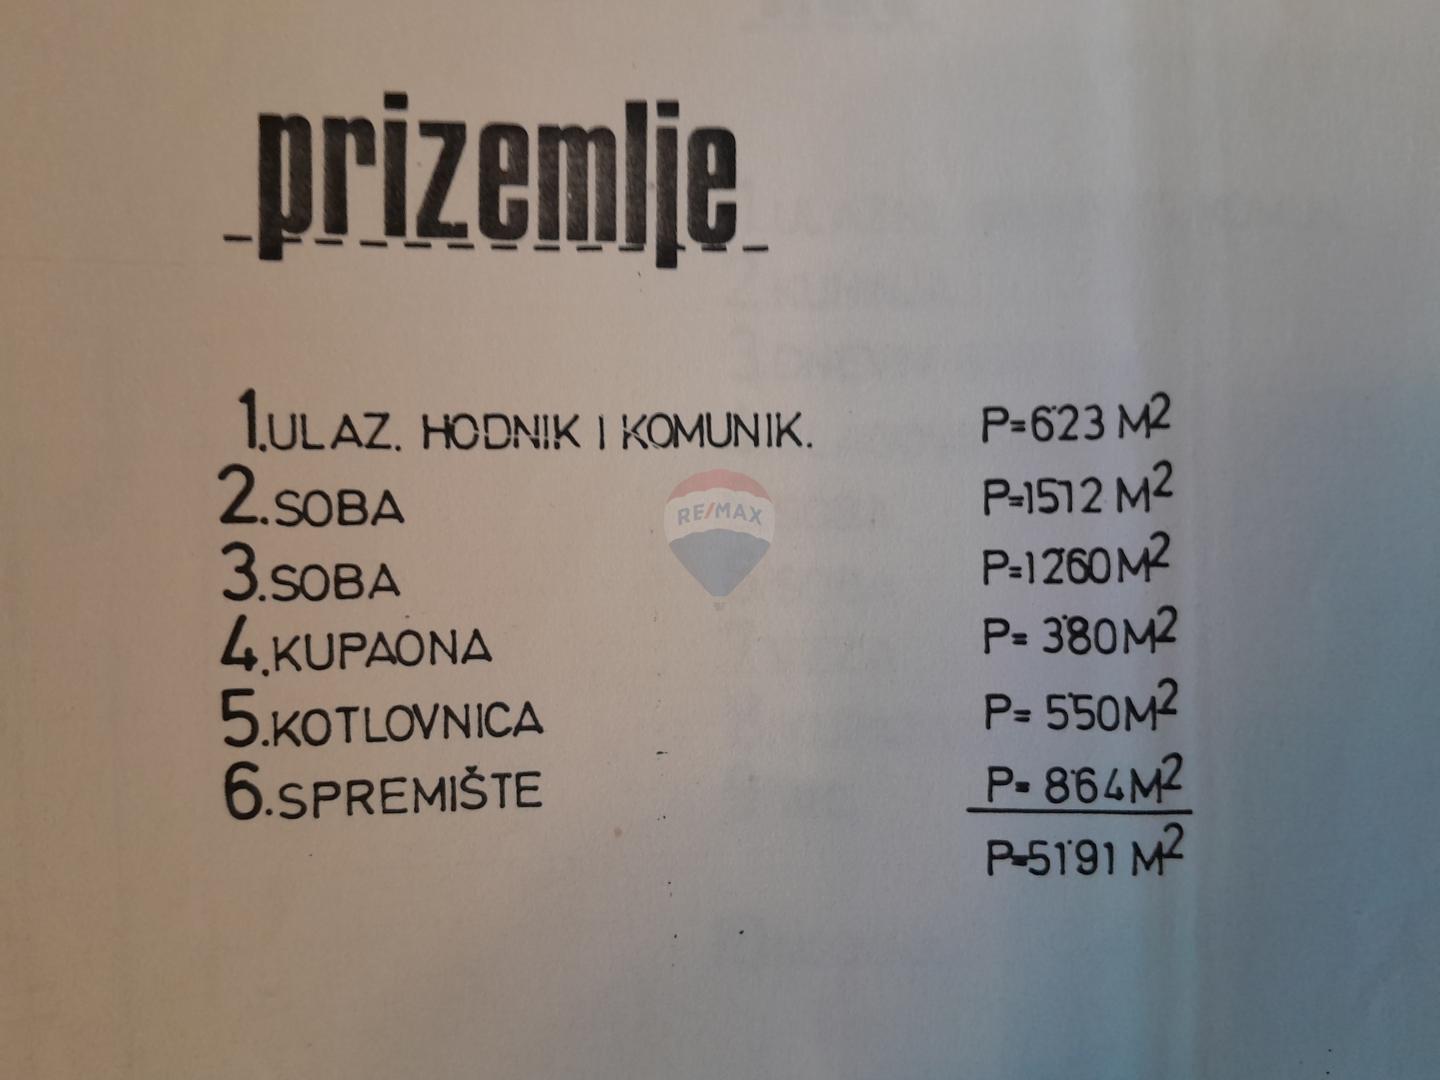 prizemlje
1.ULAZ. HODNIK I KOMUNIK. P=6'23 M2
2.SOBA P=15'12 M2
3.SOBA P=12'60 M2
4.KUPAONA P= 3'80 M2
5.KOTLOVNICA P= 5'50 M2
6.SPREMIŠTE P= 8'64 M2
P=51'91 M2
RE/MAX